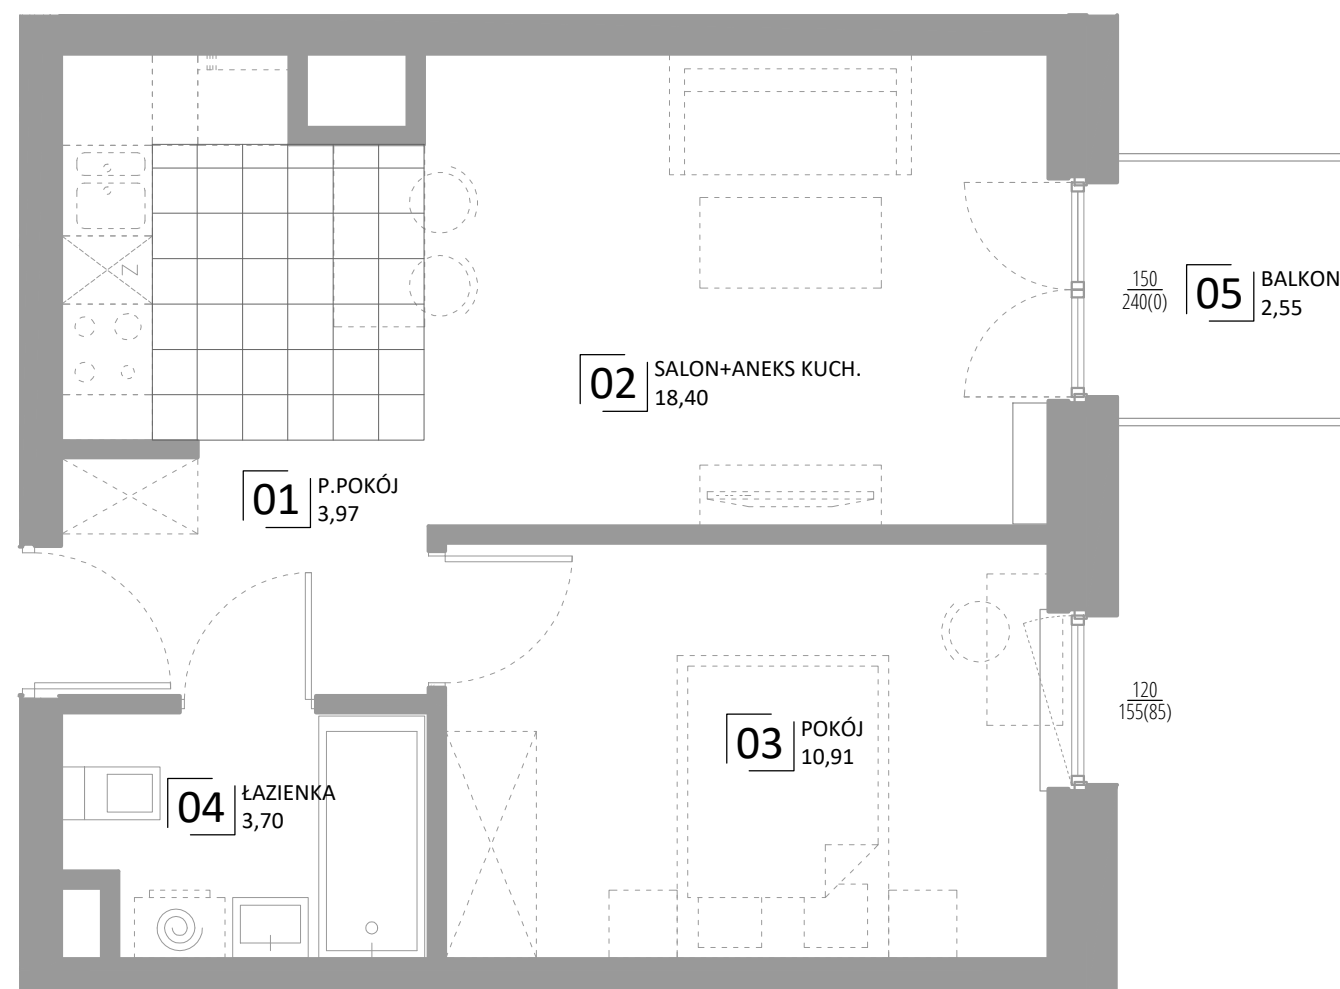 Z
150
240(0)
05 BALKON
2,55
02 SALON+ANEKS KUCH.
18,40
01 P.POKÓJ
3,97
120
155(85)
03 POKÓJ
10,91
04 ŁAZIENKA
3,70